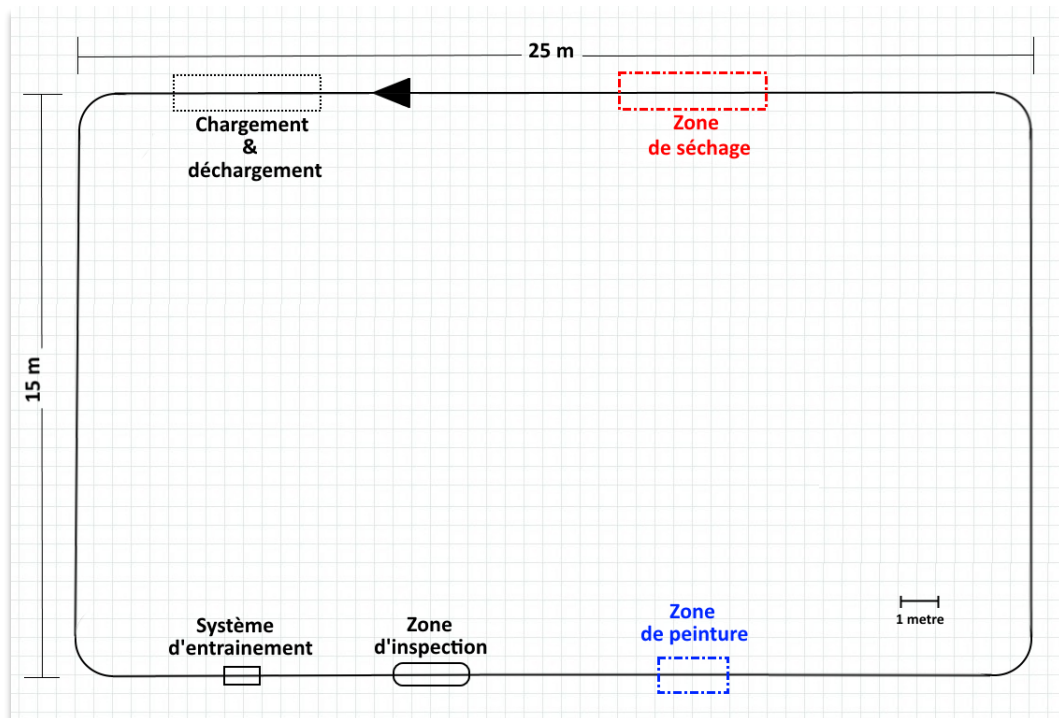 25 m
Chargement
&
déchargement
Zone
de séchage
15 m
Système
d'entrainement
Zone
d'inspection
Zone
de peinture
1 metre